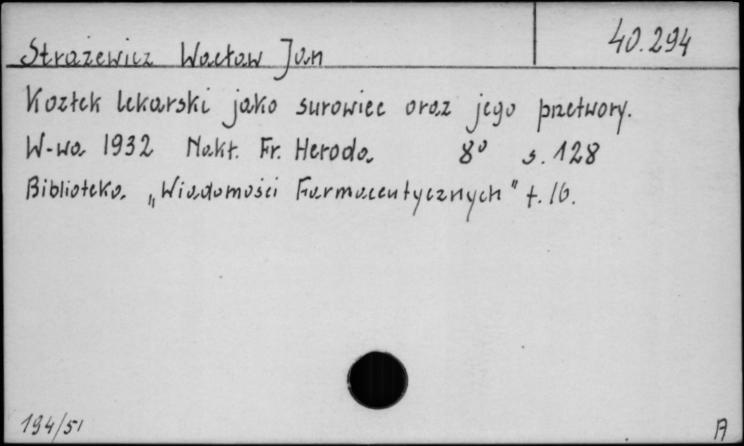 Strażewicz Wacław Jan 40.294
Kozłek lekarski jako surowiec oraz jego przetwory.
W-wa 1932 Nakł. Fr. Heroda 8° s. 128
Biblioteka „Wiadomości Farmaceutycznych" t. 10.
194/51 A